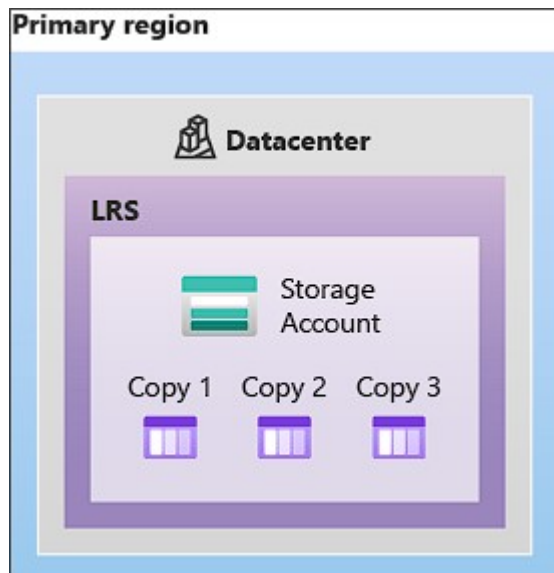 Primary region
Datacenter
LRS
Storage
Account
Copy 1 Copy 2 Copy 3